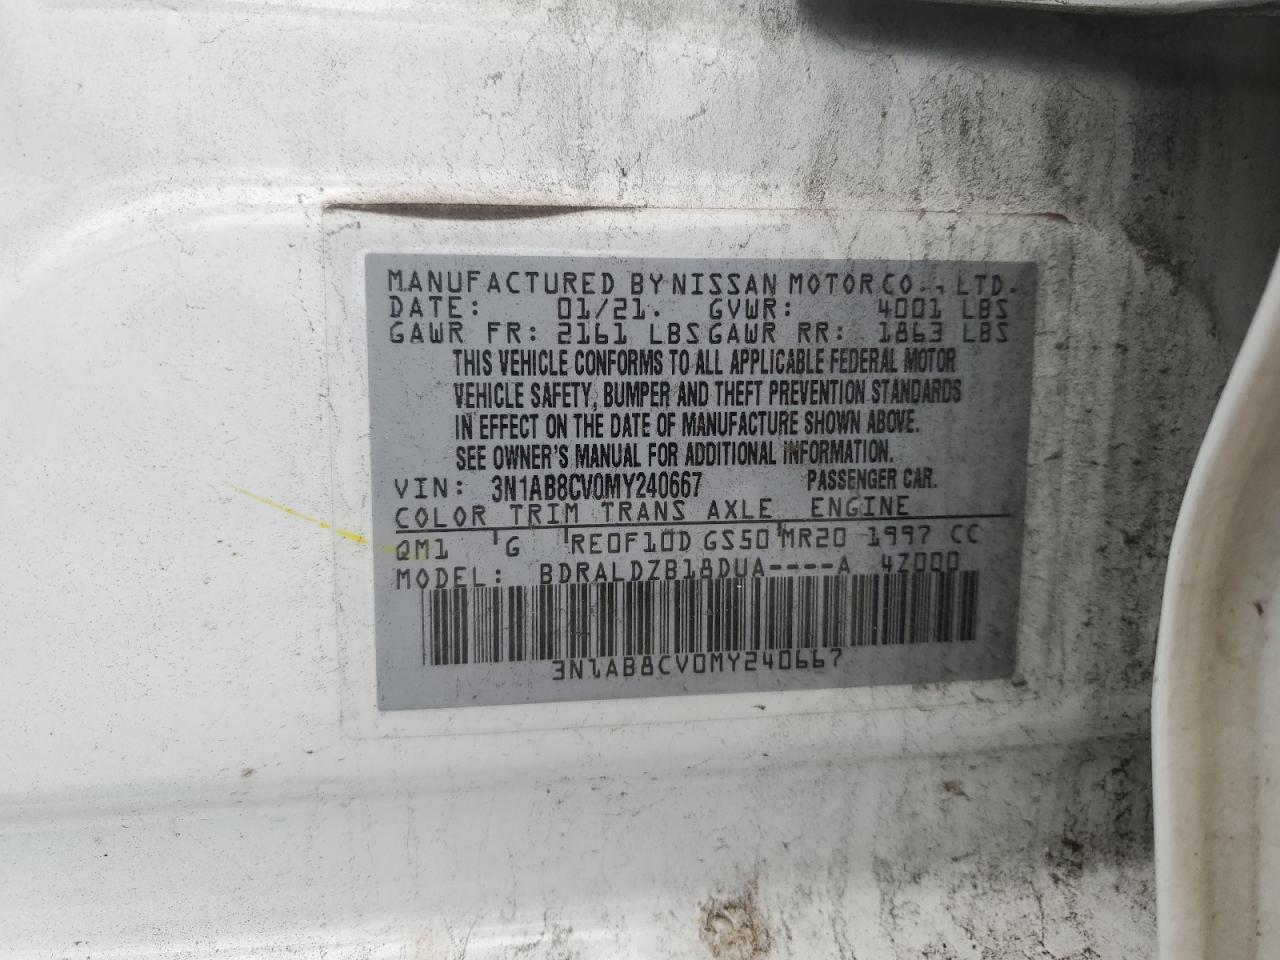 MANUFACTURED BY NISSAN MOTOR CO., LTD.
DATE: 01/21. GVWR: 4001 LBS
GAWR FR: 2161 LBS GAWR RR: 1863 LBS
THIS VEHICLE CONFORMS TO ALL APPLICABLE FEDERAL MOTOR
VEHICLE SAFETY, BUMPER AND THEFT PREVENTION STANDARDS
IN EFFECT ON THE DATE OF MANUFACTURE SHOWN ABOVE.
SEE OWNER'S MANUAL FOR ADDITIONAL INFORMATION.
VIN: 3N1AB8CV0MY240667 PASSENGER CAR.
COLOR TRIM TRANS AXLE ENGINE
QM1 G RE0F10D GS50 MR20 1997 CC
MODEL: BDRALDZB18DUA----A 4Z000
3N1AB8CV0MY240667